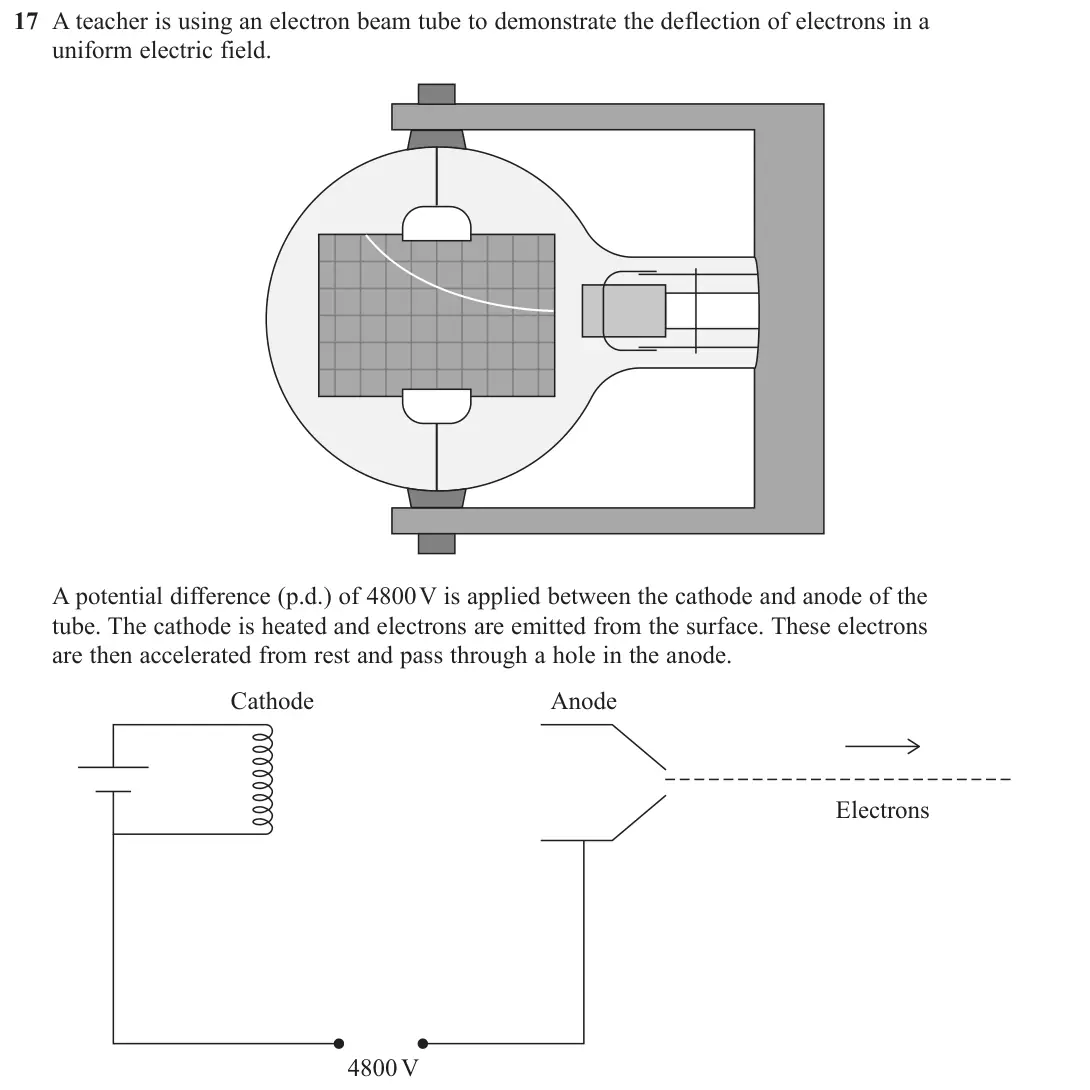 17 A teacher is using an electron beam tube to demonstrate the deflection of electrons in a
uniform electric field.
A potential difference (p.d.) of 4800 V is applied between the cathode and anode of the
tube. The cathode is heated and electrons are emitted from the surface. These electrons
are then accelerated from rest and pass through a hole in the anode.
Cathode
Anode
Electrons
4800 V